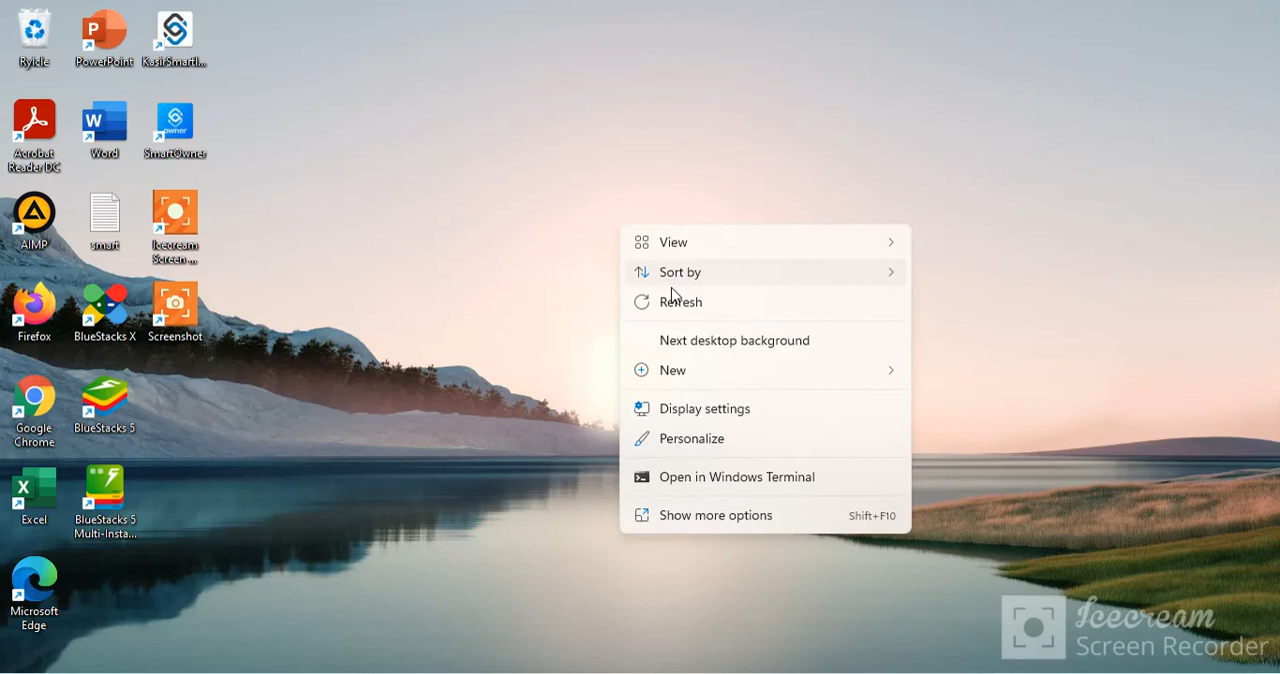 Ryicle
PowerPoint
KasirSmartI...
Acrobat
Reader DC
Word
SmartOwner
owner
AIMP
smart
Icecream
Screen ...
Firefox
BlueStacks X
Screenshot
Google
Chrome
BlueStacks 5
Excel
BlueStacks 5
Multi-Insta...
Microsoft
Edge
View
Sort by
Refresh
Next desktop background
New
Display settings
Personalize
Open in Windows Terminal
Show more options Shift+F10
Icecream
Screen Recorder